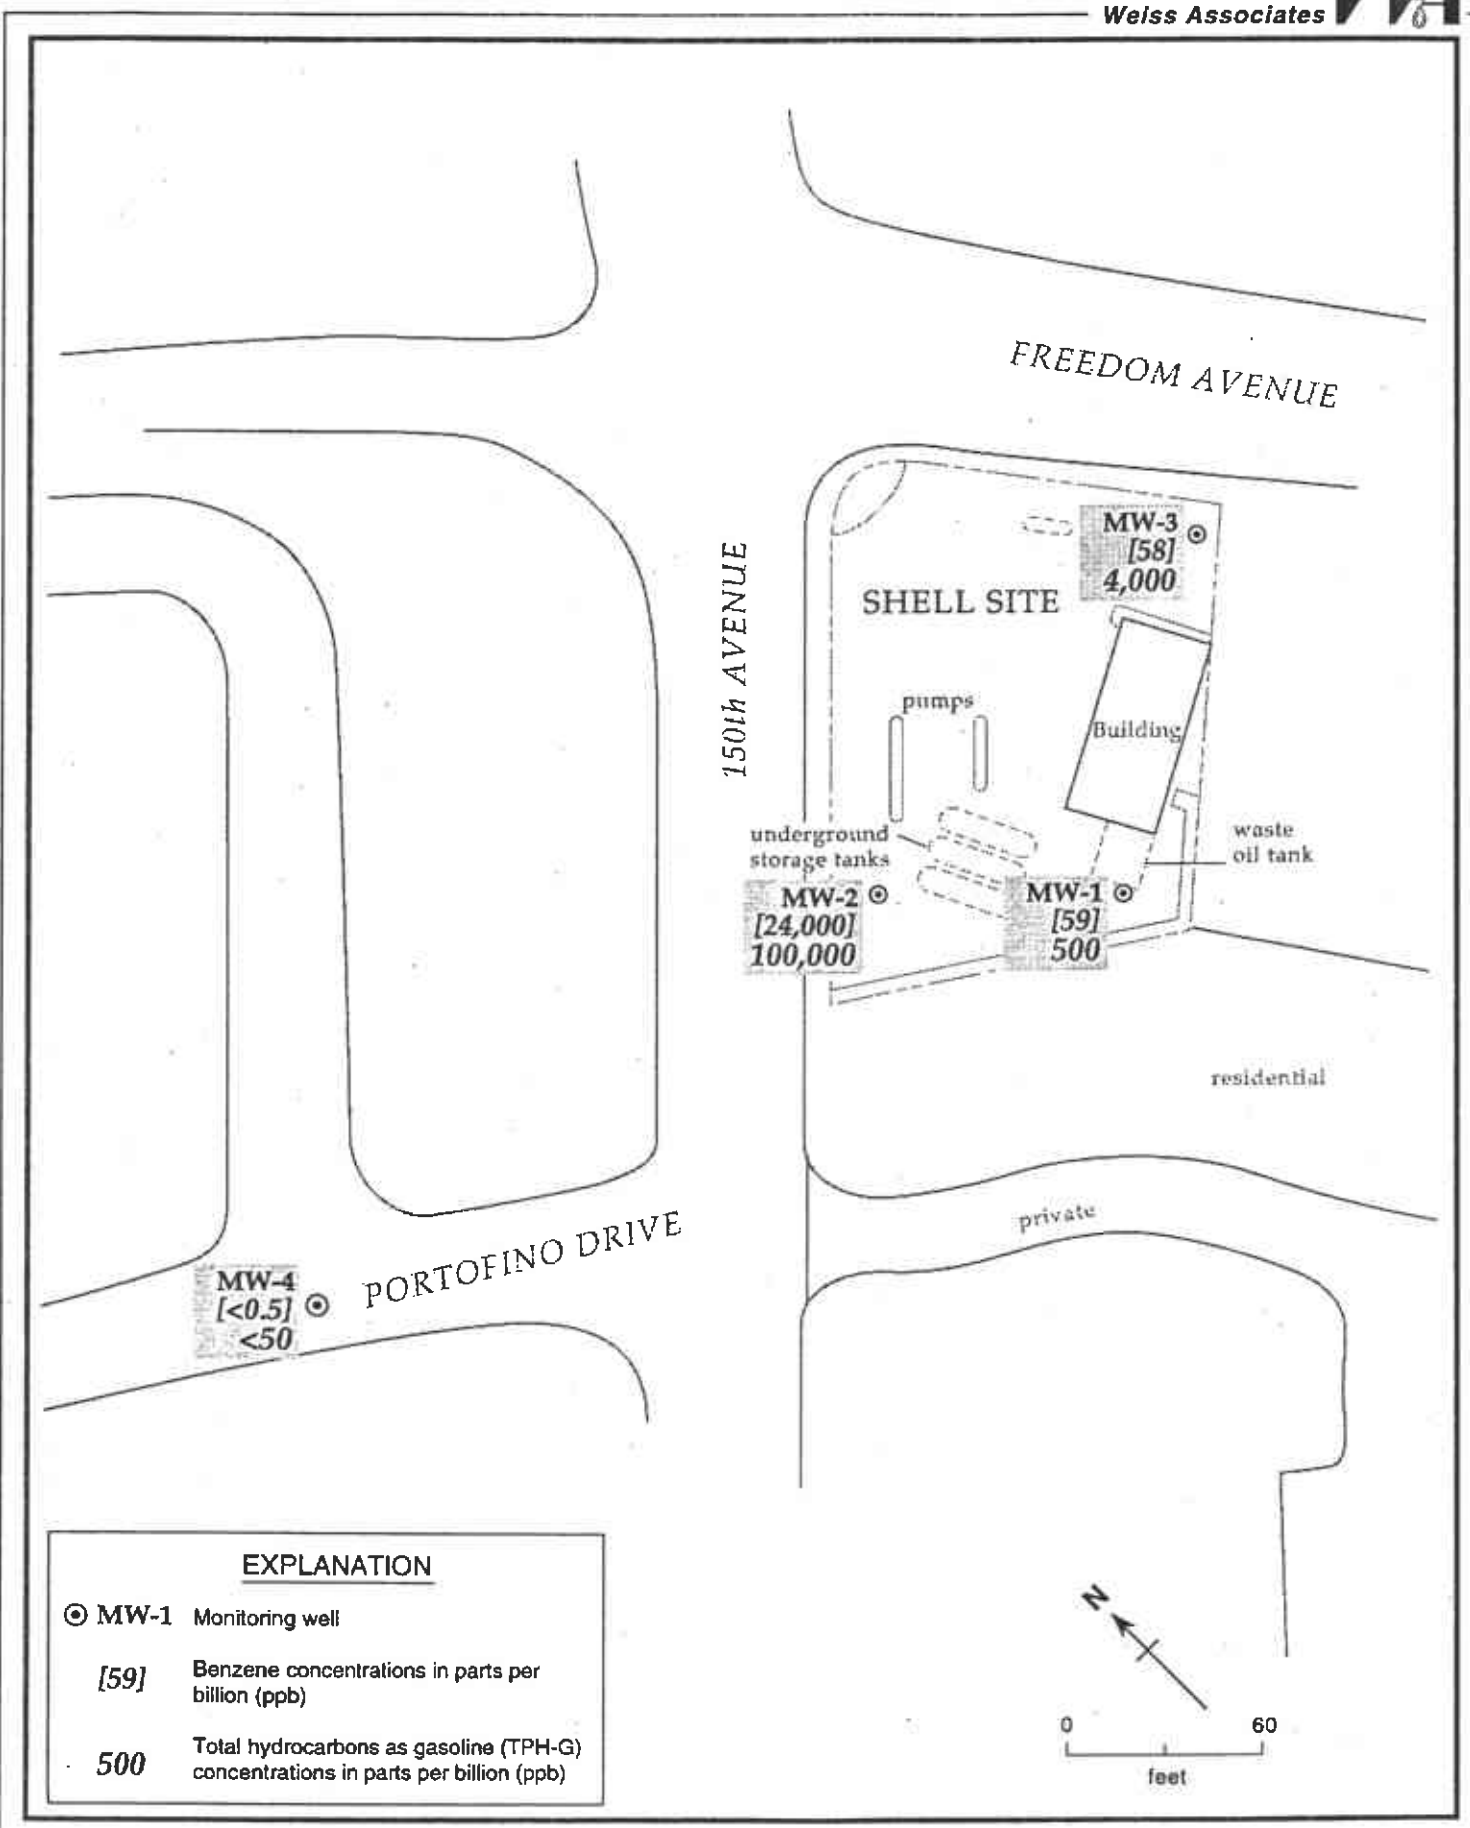 Weiss Associates
FREEDOM AVENUE
150th AVENUE
MW-3
[58]
4,000
SHELL SITE
pumps
Building
underground
storage tanks
waste
oil tank
MW-2
[24,000]
100,000
MW-1
[59]
500
residential
private
PORTOFINO DRIVE
MW-4
[<0.5]
<50
EXPLANATION
MW-1 Monitoring well
[59] Benzene concentrations in parts per
billion (ppb)
500 Total hydrocarbons as gasoline (TPH-G)
concentrations in parts per billion (ppb)
N
0 60
feet